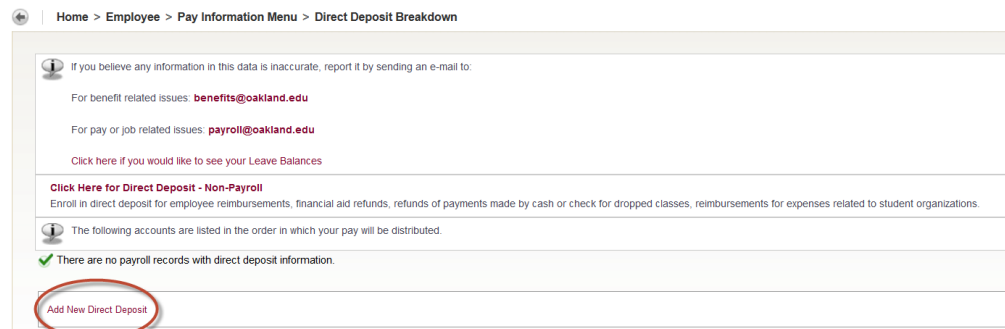 Home > Employee > Pay Information Menu > Direct Deposit Breakdown
If you believe any information in this data is inaccurate, report it by sending an e-mail to:
For benefit related issues: benefits@oakland.edu
For pay or job related issues: payroll@oakland.edu
Click here if you would like to see your Leave Balances
Click Here for Direct Deposit - Non-Payroll
Enroll in direct deposit for employee reimbursements, financial aid refunds, refunds of payments made by cash or check for dropped classes, reimbursements for expenses related to student organizations.
The following accounts are listed in the order in which your pay will be distributed.
There are no payroll records with direct deposit information.
Add New Direct Deposit